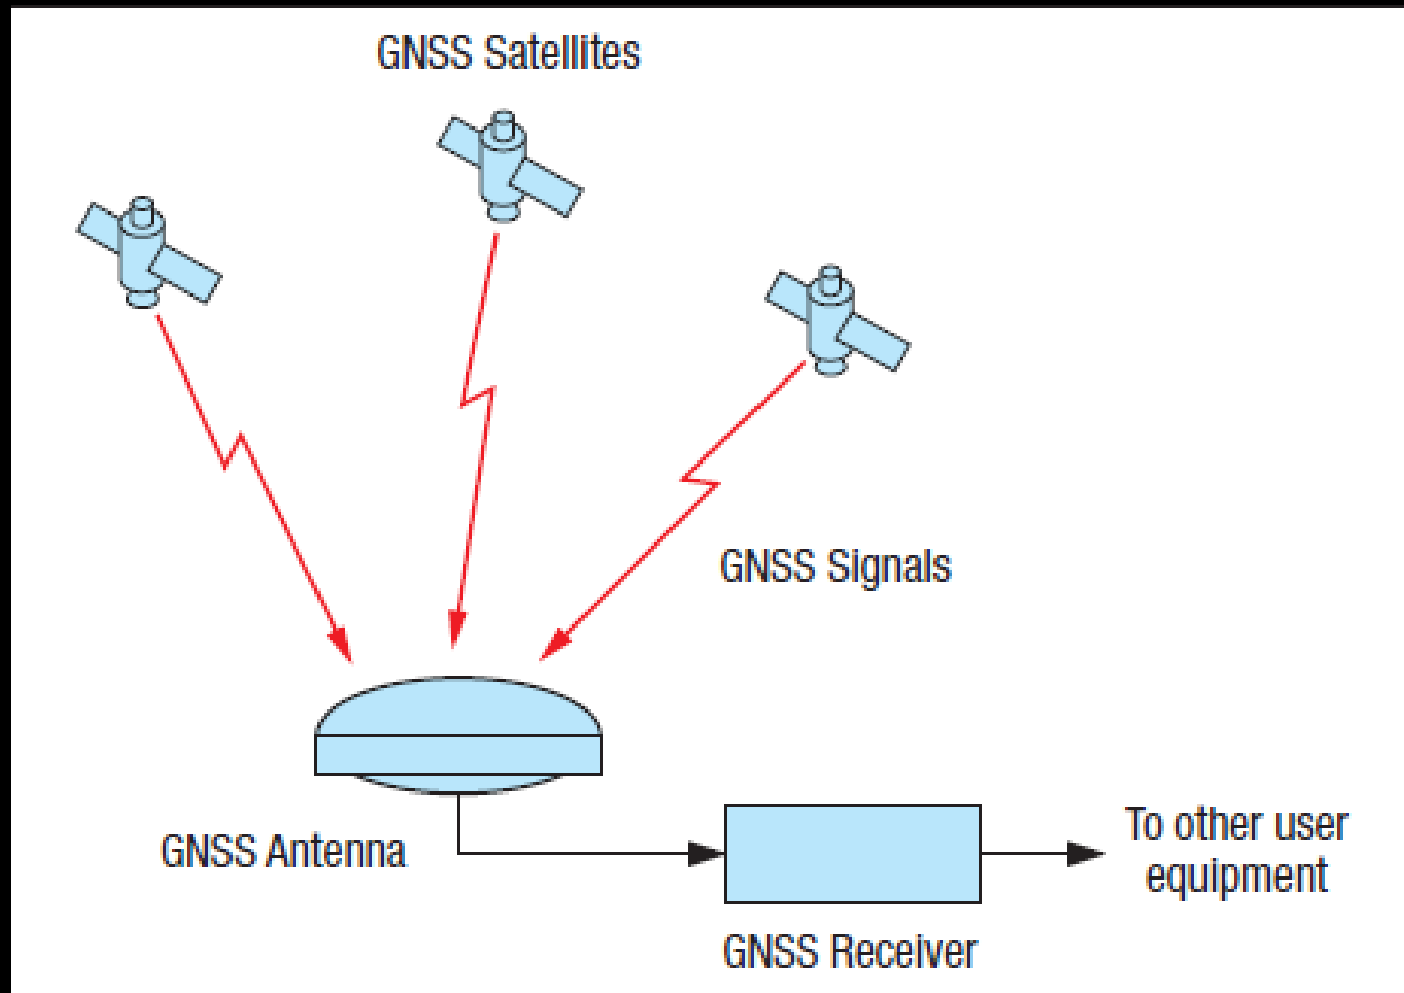 GNSS Satellites
GNSS Signals
GNSS Antenna
To other user
equipment
GNSS Receiver